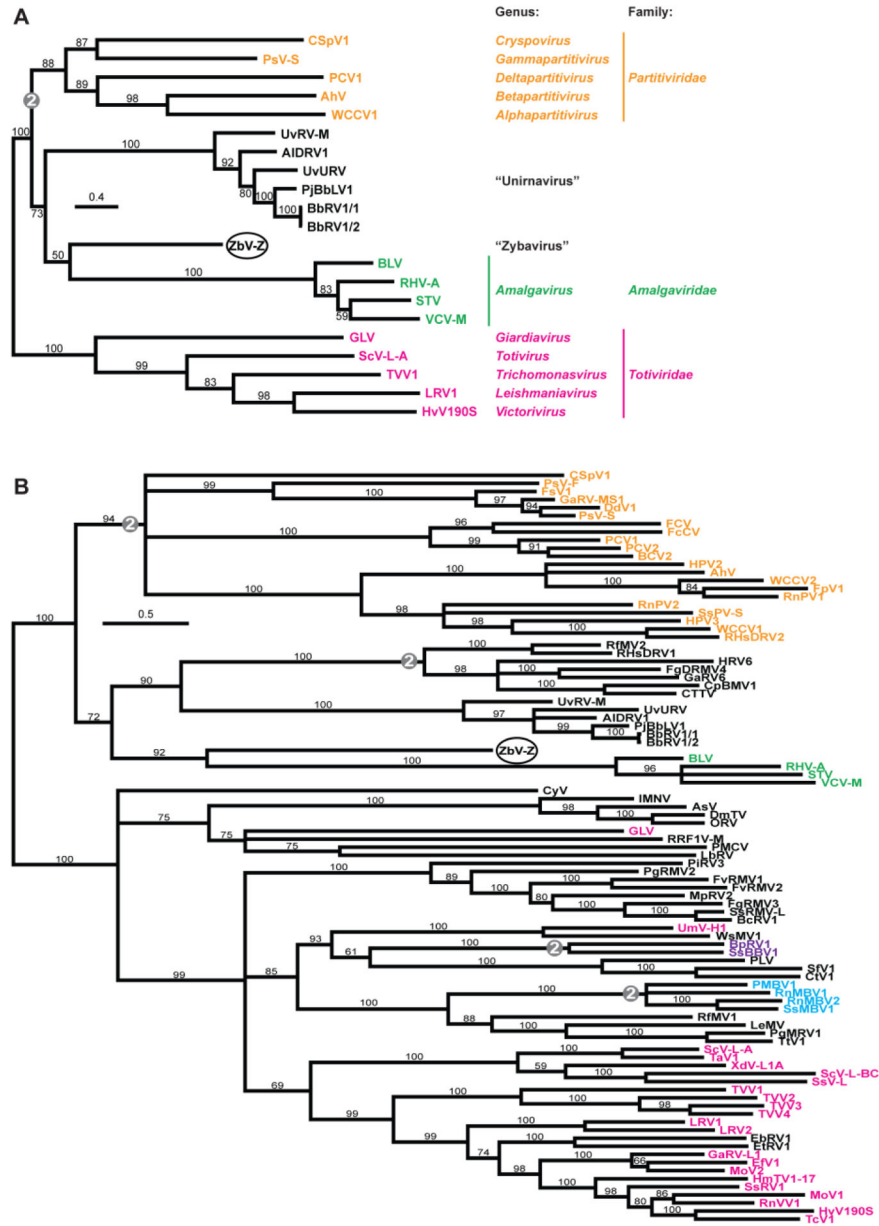 A
Genus: Family:
CSpV1 Cryspovirus
87
88
PsV-S Gammapartitivirus
PCV1 Deltapartitivirus Partitiviridae
89
2
AhV Betapartitivirus
98
WCCV1 Alphapartitivirus
UvRV-M
100
100
AlDRV1
92
UvURV
80
"Unirnavirus"
PjBbLV1
100
0.4
BbRV1/1
100
73
BbRV1/2
ZbV-Z "Zybavirus"
50
BLV
100
RHV-A Amalgavirus Amalgaviridae
83
STV
59
VCV-M
GLV Giardiavirus
100
ScV-L-A Totivirus
99
TVV1 Trichomonasvirus Totiviridae
83
LRV1 Leishmaniavirus
98
HvV190S Victorivirus
B
CSpV1
PsV-F
99
FsV1
100
GaRV-MS1
97
DdV1
94
PsV-S
94
2
FCV
96
FcCV
100
PCV1
99
PCV2
91
BCV2
HPV2
AhV
100
WCCV2
100
FpV1
84
RnPV1
100
RnPV2
98
SsPV-S
HPV3
98
WCCV1
100
RHsDRV2
100
0.5
RfMV2
100
RHsDRV1
100
2
HRV6
98
FgDRMV4
100
GaRV6
100
CpBMV1
100
CTTV
90
UvRV-M
100
UvURV
97
AlDRV1
PjBbLV1
99
BbRV1/1
100
BbRV1/2
72
ZbV-Z
92
BLV
100
RHV-A
96
STV
VCV-M
CyV
IMNV
100
AsV
98
DmTV
100
ORV
75
GLV
RRF1V-M
75
PMCV
75
LbRV
100
PiRV3
100
PgRMV2
89
FvRMV1
100
FvRMV2
100
MpRV2
80
FgRMV3
100
SsRMV-L
100
BcRV1
99
UmV-H1
100
WsMV1
93
BpRV1
100
2
SsBBV1
61
PLV
100
SfV1
100
CtV1
85
PMBV1
100
2
RnMBV1
RnMBV2
100
SsMBV1
RfMV1
88
LeMV
100
PgMRV1
100
TtV1
ScV-L-A
100
TaV1
100
XdV-L1A
59
ScV-L-BC
100
SsV-L
69
TVV1
100
TVV2
100
TVV3
98
TVV4
99
LRV1
100
LRV2
99
EbRV1
100
EtRV1
74
GaRV-L1
100
EfV1
66
MoV2
98
HmTV1-17
SsRV1
98
MoV1
86
RnVV1
80
HvV190S
100
TcV1